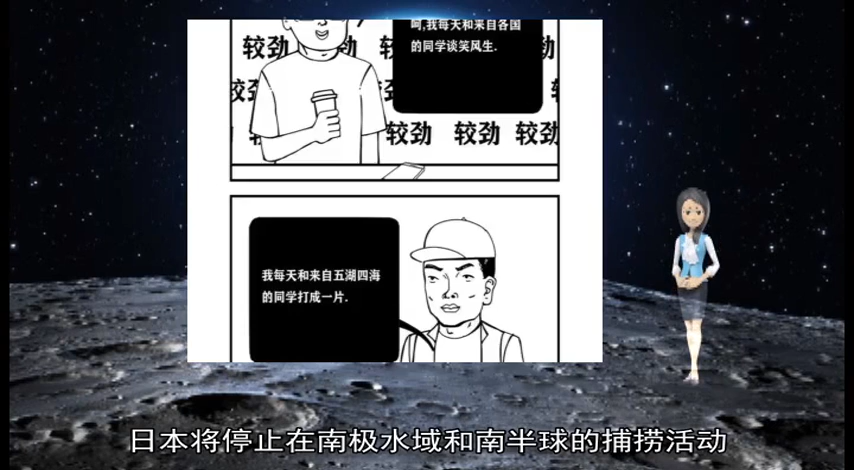 呵,我每天和来自各国
的同学谈笑风生.
较劲 较劲 较劲
较劲
较劲 较劲 较劲
我每天和来自五湖四海
的同学打成一片.
日本将停止在南极水域和南半球的捕捞活动